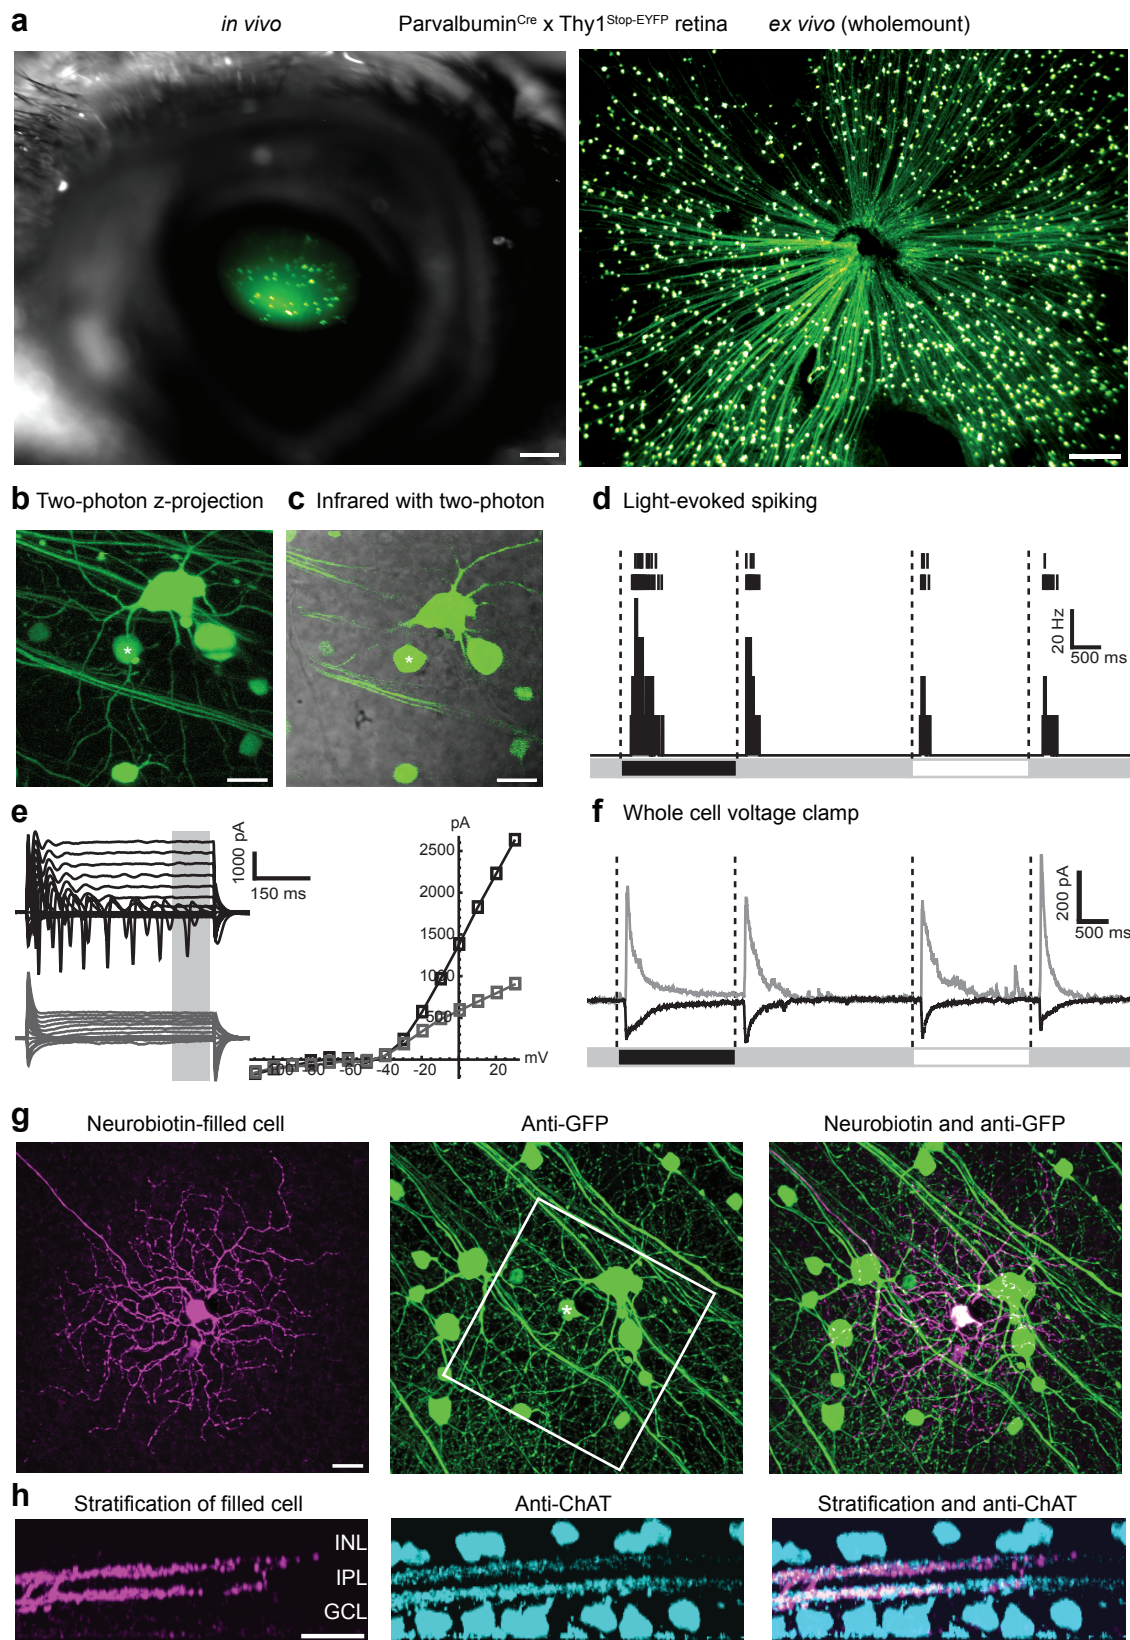 a in vivo Parvalbumin^Cre x Thy1^Stop-EYFP retina ex vivo (wholemount)
b Two-photon z-projection
c Infrared with two-photon
d Light-evoked spiking
*
*
20 Hz
500 ms
e
1000 pA
150 ms
pA
2500
2000
1500
1000
500
mV
-100 -80 -60 -40 -20 20
f Whole cell voltage clamp
200 pA
500 ms
g
Neurobiotin-filled cell
Anti-GFP
Neurobiotin and anti-GFP
*
h
Stratification of filled cell
Anti-ChAT
Stratification and anti-ChAT
INL
IPL
GCL